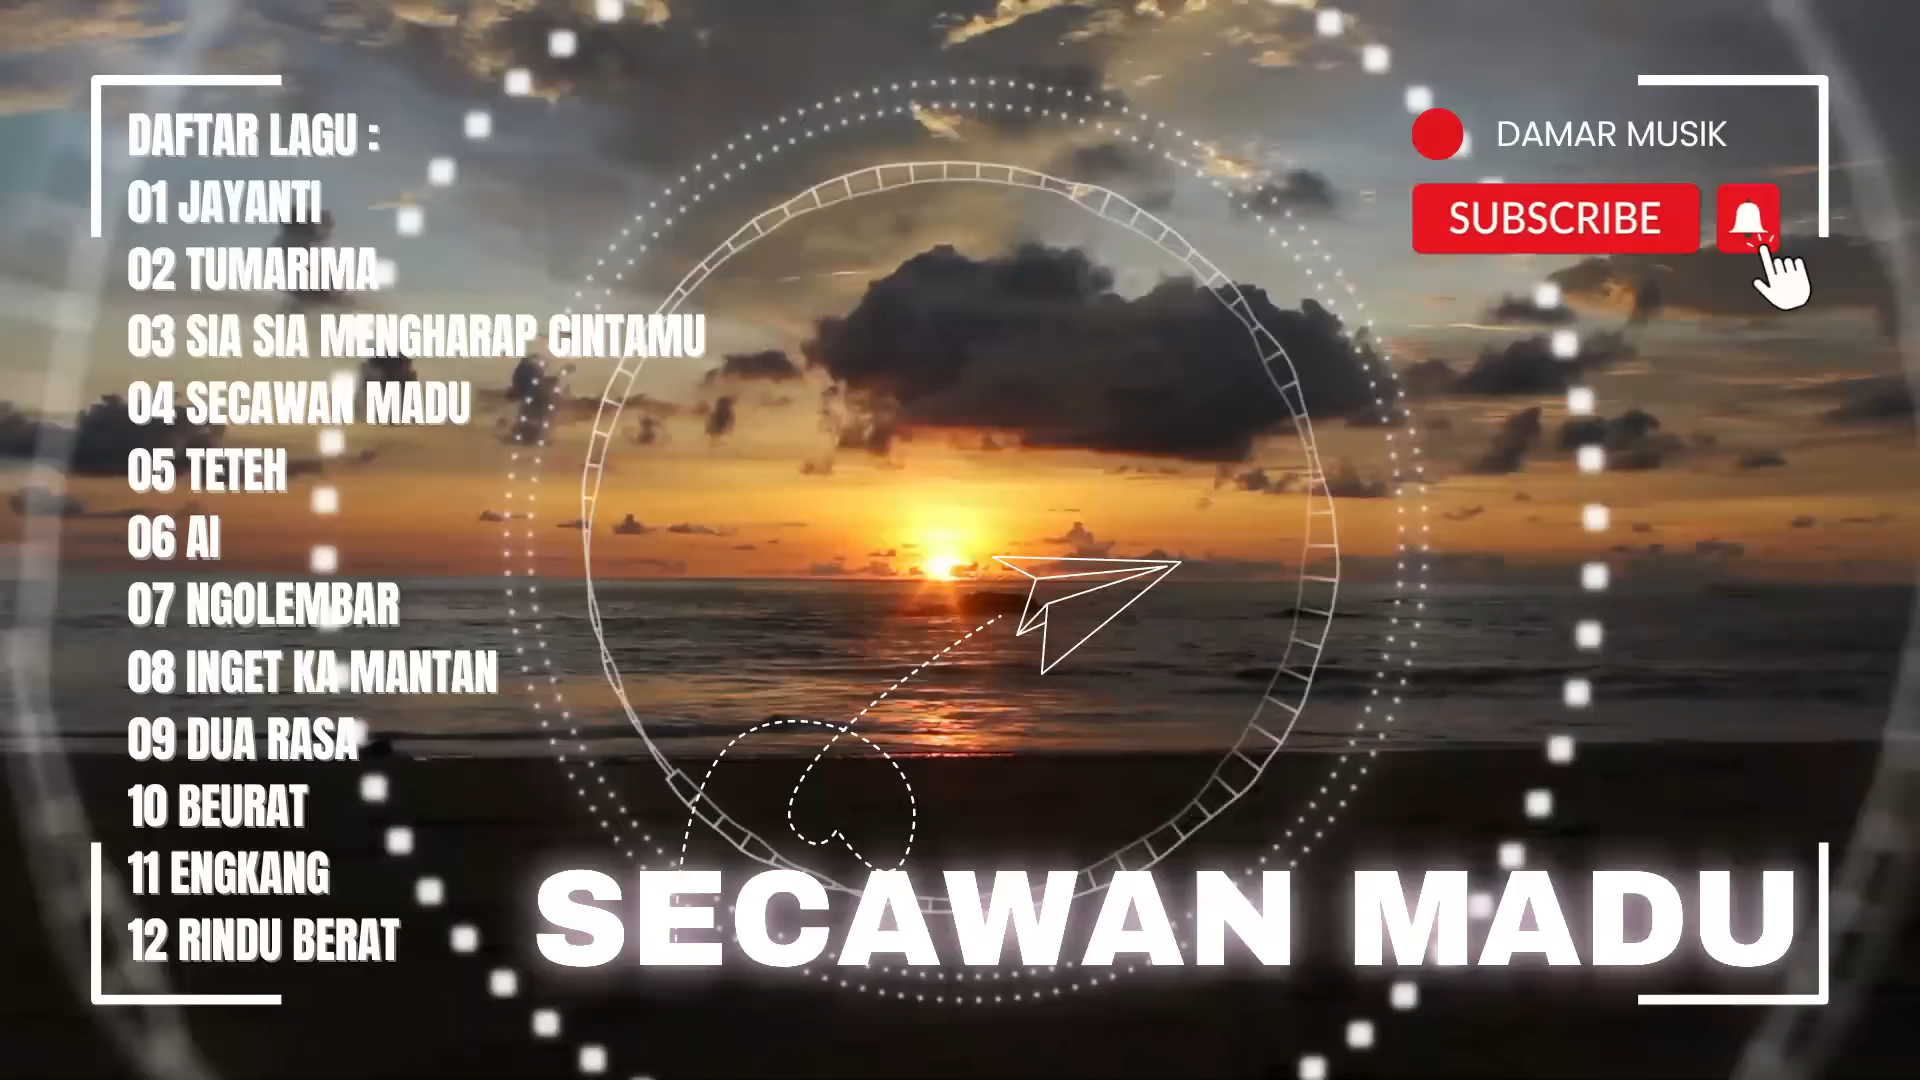 DAFTAR LAGU :
01 JAYANTI
02 TUMARIMA
03 SIA SIA MENGHARAP CINTAMU
04 SECAWAN MADU
05 TETEH
06 AI
07 NGOLEMBAR
08 INGET KA MANTAN
09 DUA RASA
10 BEURAT
11 ENGKANG
12 RINDU BERAT
DAMAR MUSIK
SUBSCRIBE
SECAWAN MADU